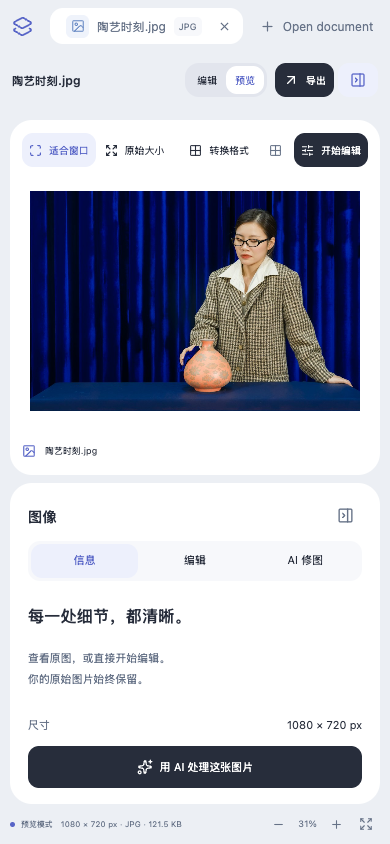 陶艺时刻.jpg JPG Open document
陶艺时刻.jpg 编辑 预览 导出
适合窗口 原始大小 转换格式 开始编辑
陶艺时刻.jpg
图像
信息 编辑 AI 修图
每一处细节，都清晰。
查看原图，或直接开始编辑。
你的原始图片始终保留。
尺寸 1080 × 720 px
用 AI 处理这张图片
预览模式 1080 × 720 px · JPG · 121.5 KB 31%